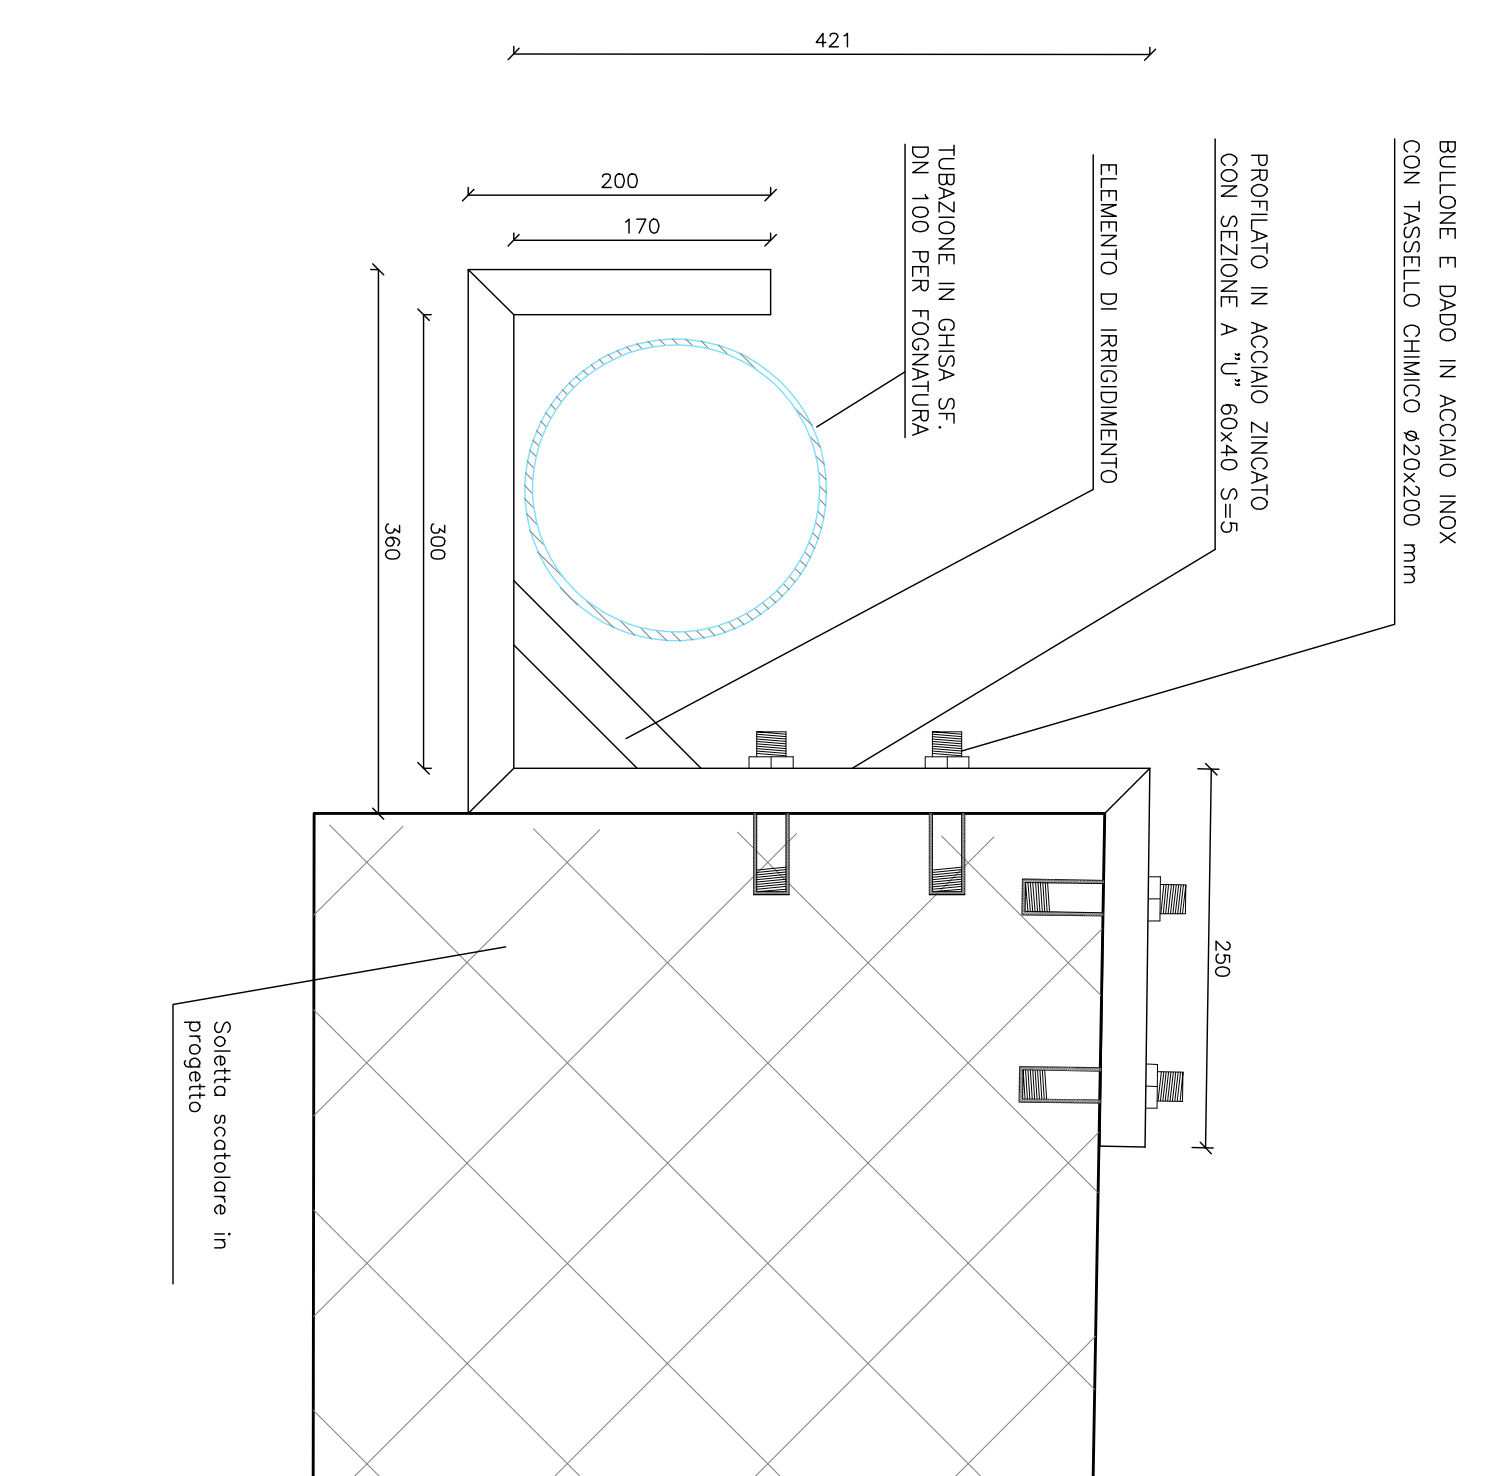 BULLONE E DADO IN ACCIAIO INOX
CON TASSELLO CHIMICO ø20x200 mm
PROFILATO IN ACCIAIO ZINCATO
CON SEZIONE A "U" 60x40 S=5
ELEMENTO DI IRRIGIDIMENTO
TUBAZIONE IN GHISA SF.
DN 100 PER FOGNATURA
421
200
170
300
360
250
Soletta scatolare in
progetto